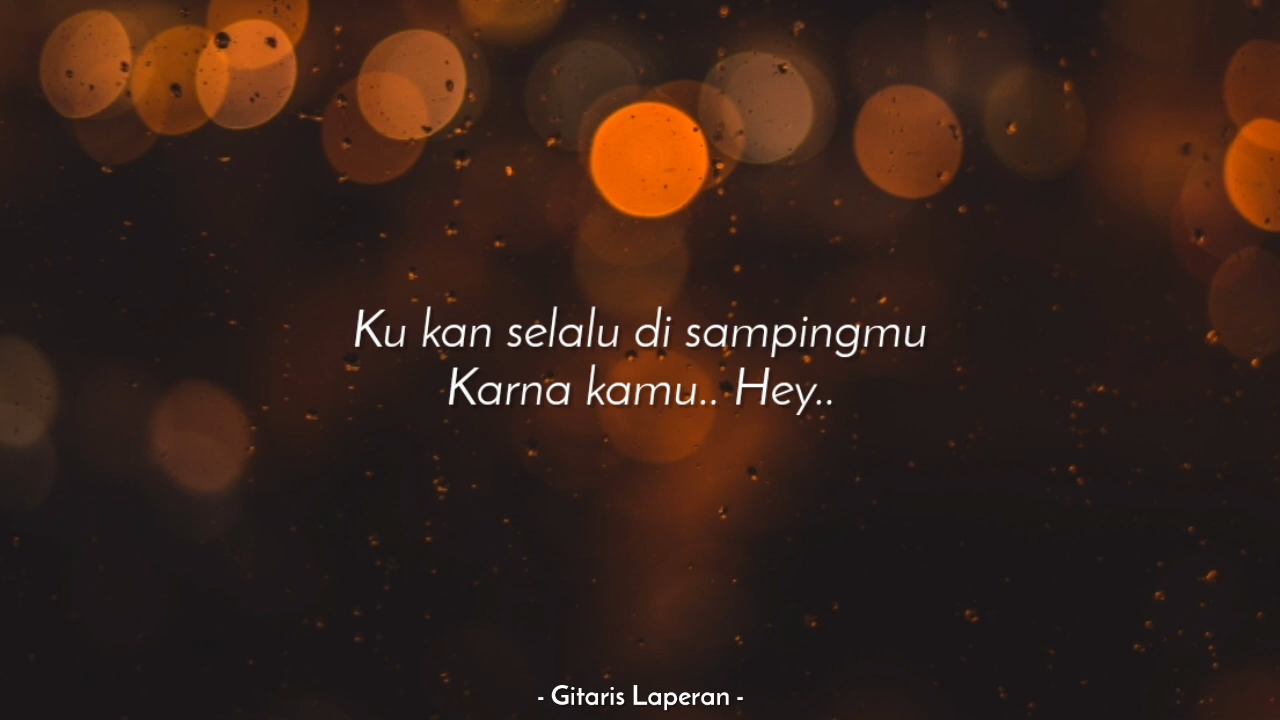 Ku kan selalu di sampingmu
Karna kamu.. Hey..
- Gitaris Laperan -